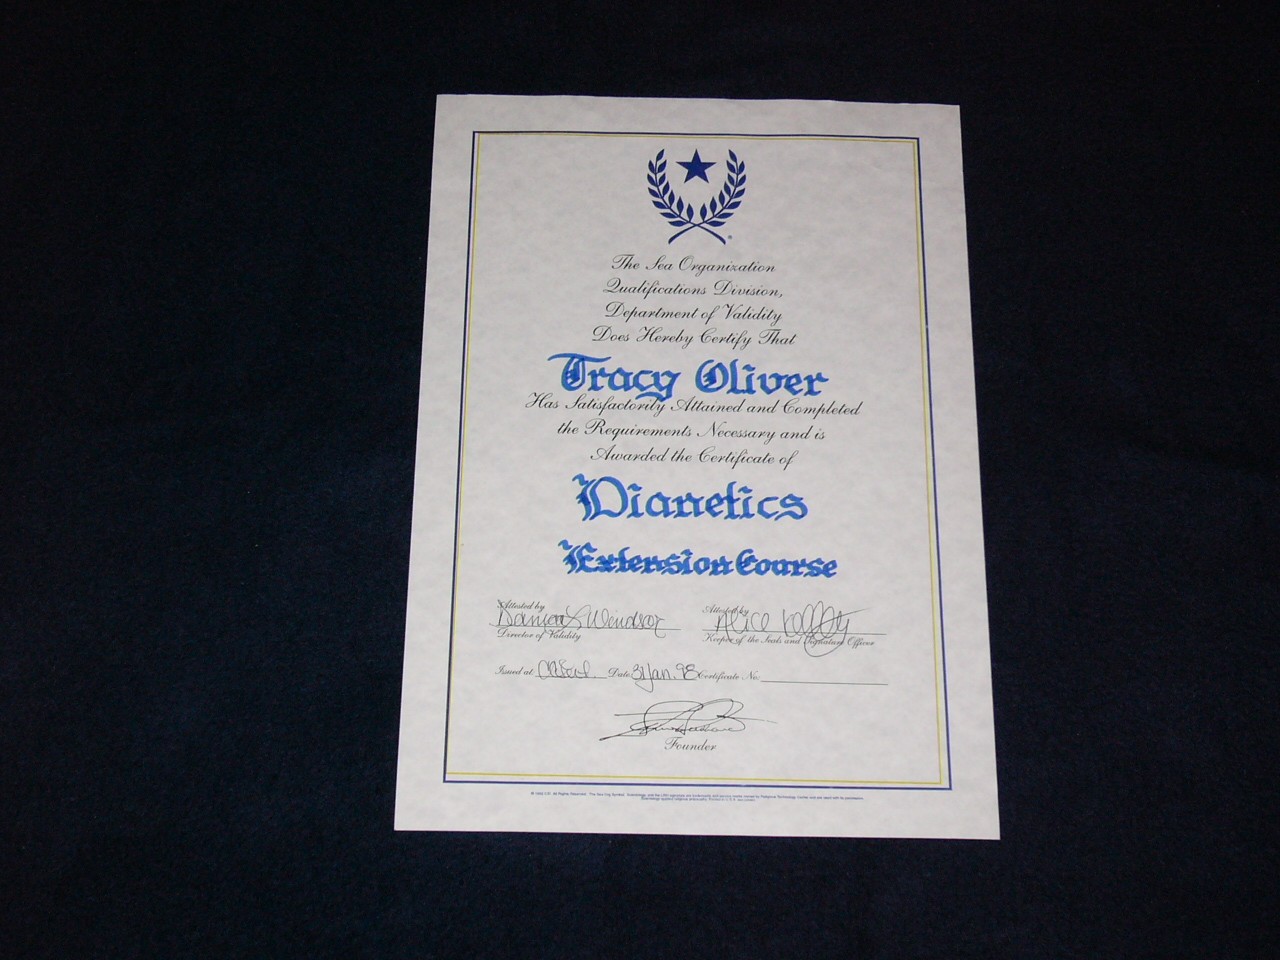 The Sea Organization
Qualifications Division,
Department of Validity
Does Hereby Certify That
Tracy Oliver
Has Satisfactorily Attained and Completed
the Requirements Necessary and is
Awarded the Certificate of
Dianetics
Extension Course
Attested by Attested by
Windsor Alice
Director of Validity Keeper of the Seals and Signature Officer
Issued at Date 31 Jan. 98 Certificate No.
Founder